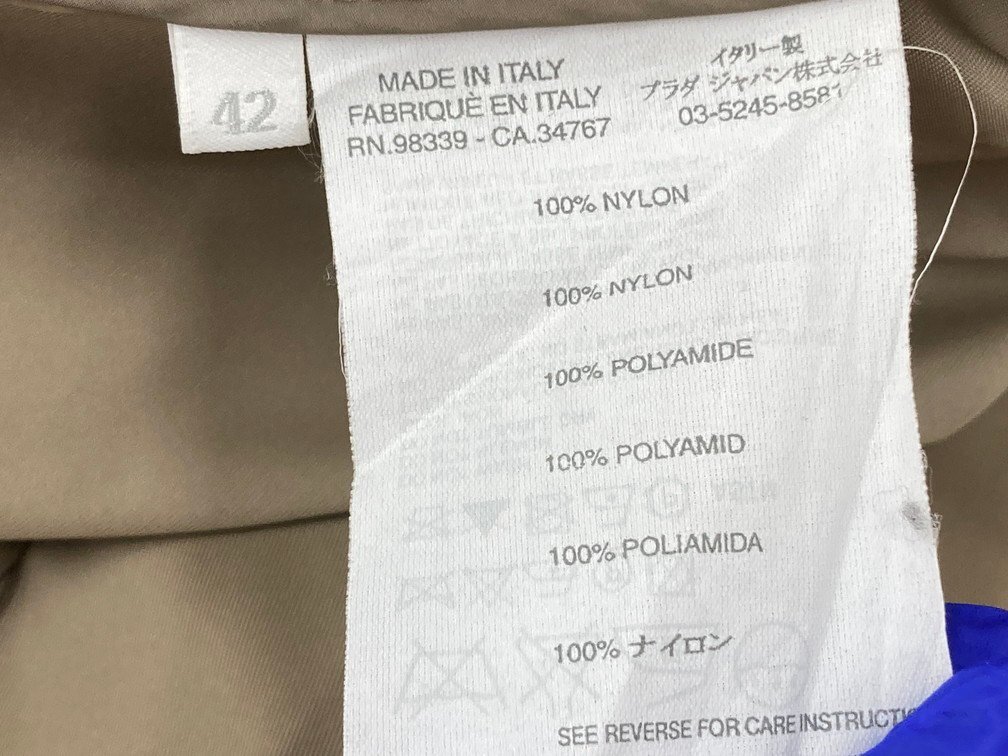 42
MADE IN ITALY
FABRIQUÈ EN ITALY
RN.98339 - CA.34767
イタリー製
プラダ ジャパン株式会社
03-5245-8581
100% NYLON
100% NYLON
100% POLYAMIDE
100% POLYAMID
100% POLIAMIDA
100% ナイロン
SEE REVERSE FOR CARE